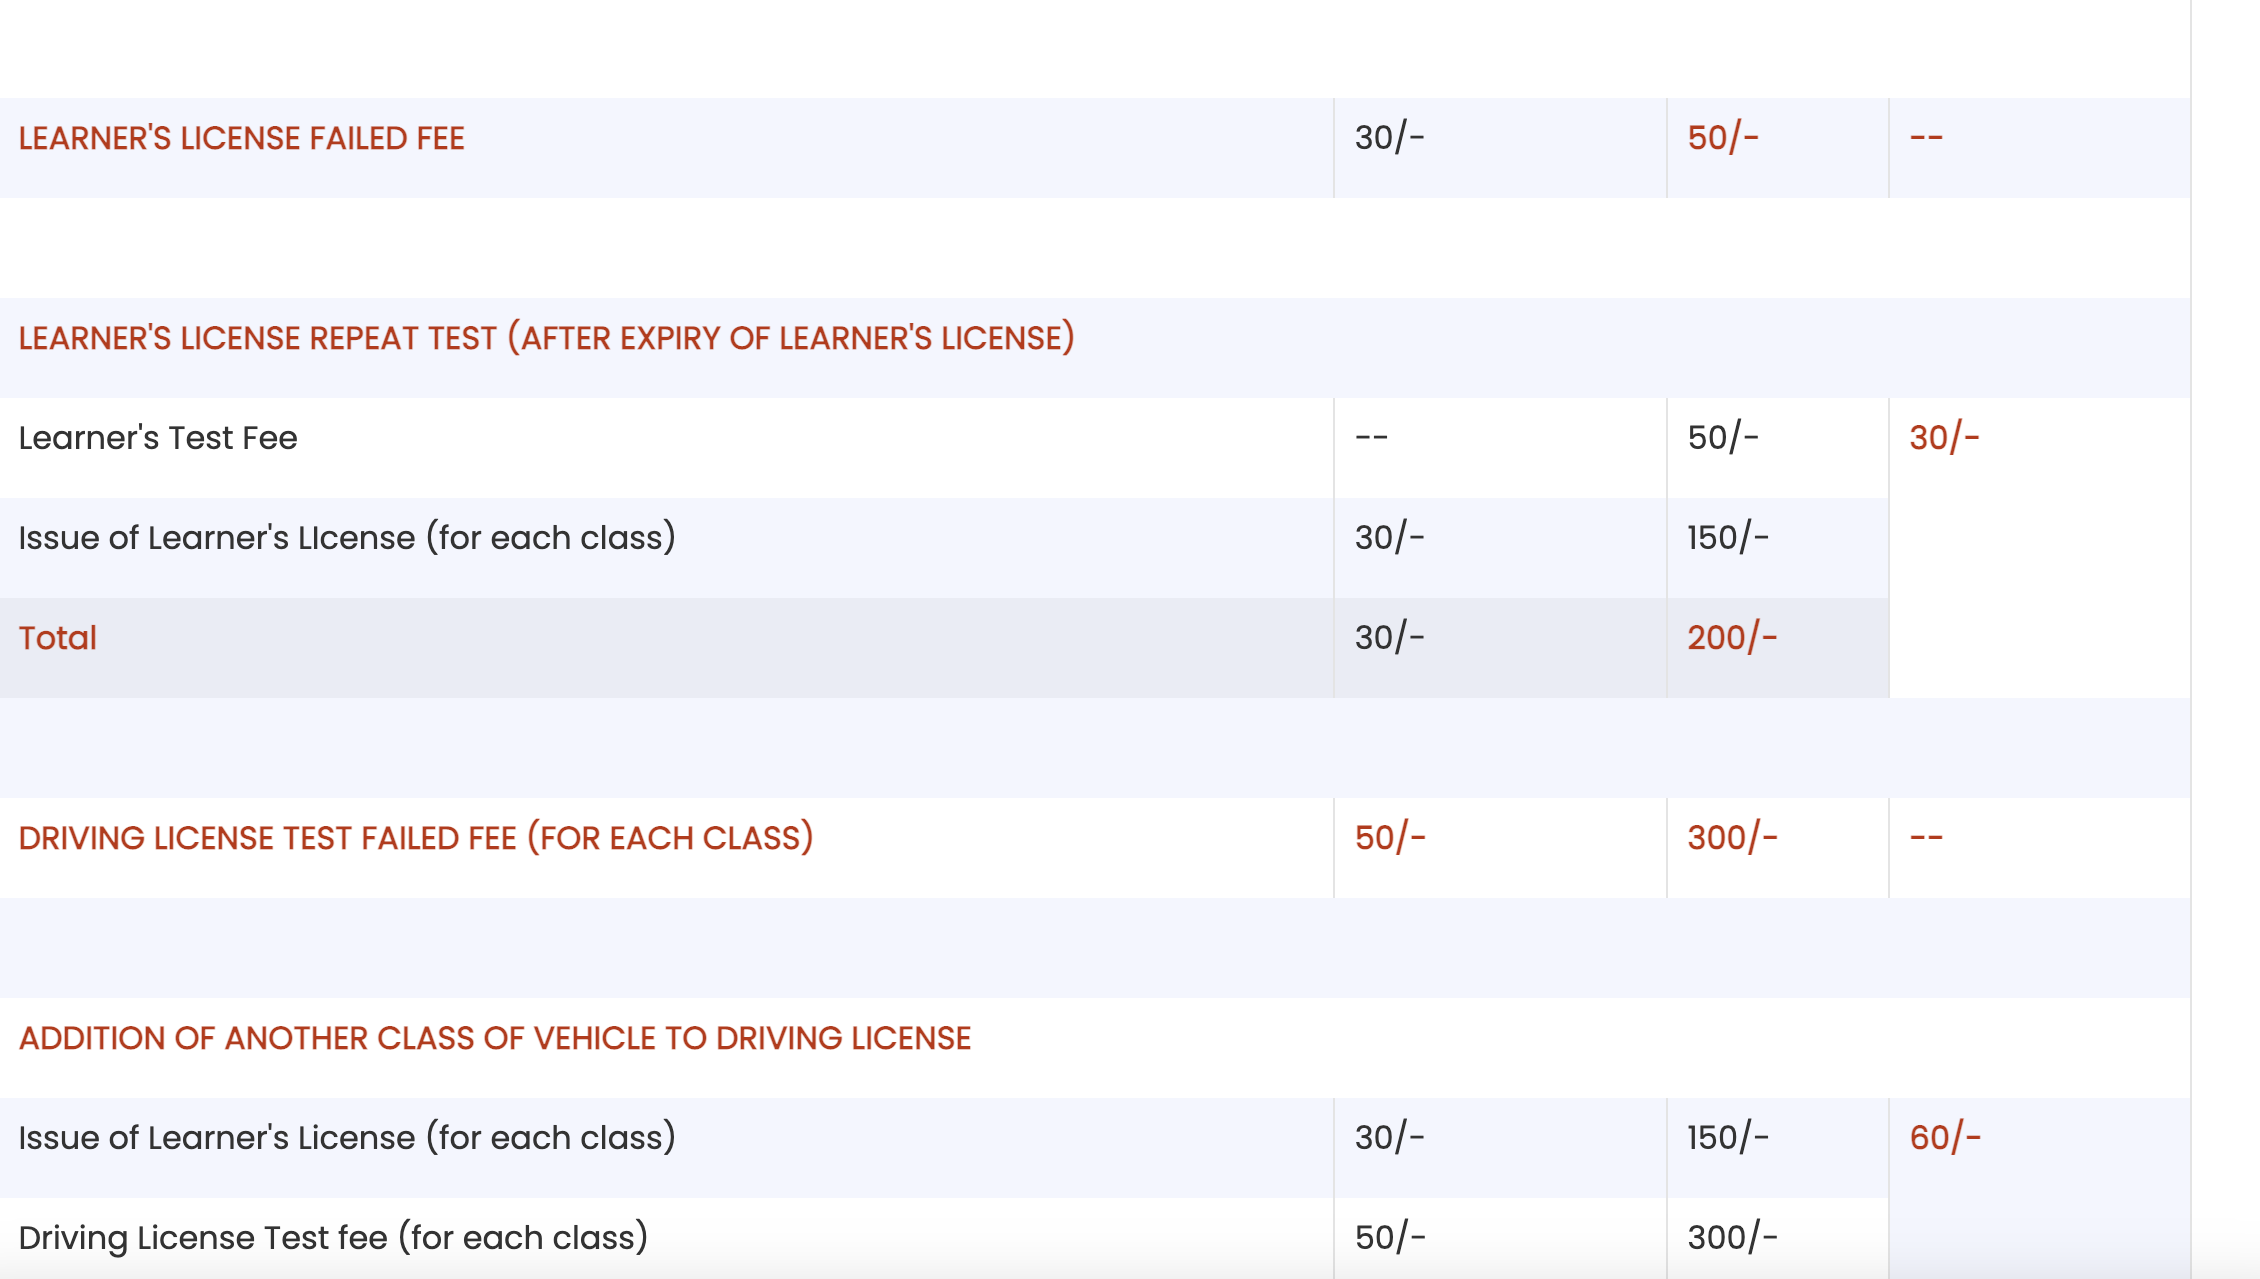 LEARNER'S LICENSE FAILED FEE 30/- 50/- --
LEARNER'S LICENSE REPEAT TEST (AFTER EXPIRY OF LEARNER'S LICENSE)
Learner's Test Fee -- 50/- 30/-
Issue of Learner's LIcense (for each class) 30/- 150/-
Total 30/- 200/-
DRIVING LICENSE TEST FAILED FEE (FOR EACH CLASS) 50/- 300/- --
ADDITION OF ANOTHER CLASS OF VEHICLE TO DRIVING LICENSE
Issue of Learner's License (for each class) 30/- 150/- 60/-
Driving License Test fee (for each class) 50/- 300/-